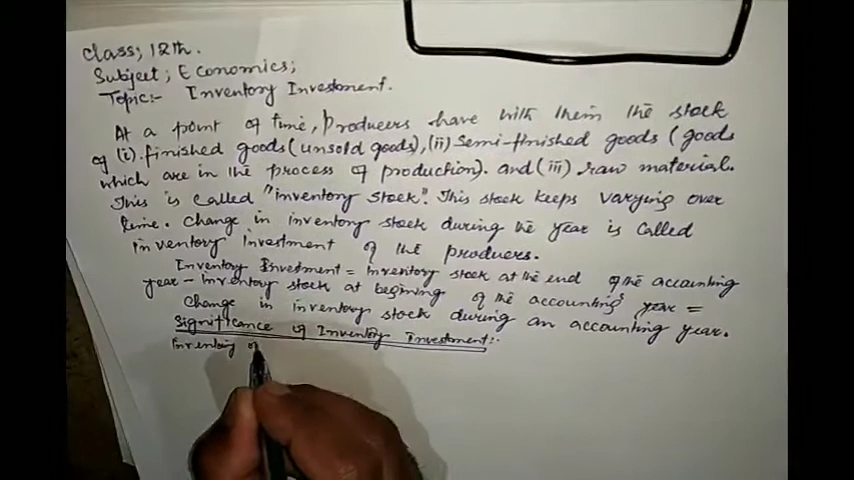 Class; 12th.
Subject; Economics;
Topic:- Inventory Investment.
At a point of time, Producers have with them the stock
of (i). finished goods (unsold goods), (ii) Semi-finished goods (goods
which are in the process of production). and (iii). raw material.
This is called "inventory stock". This stock keeps varying over
time. Change in inventory stock during the year is called
inventory investment of the producers.
Inventory Investment = inventory stock at the end of the accounting
year - inventory stock at begining of the accounting year =
Change in inventory stock during an accounting year.
Significance of Inventory Investment:-
Inventory